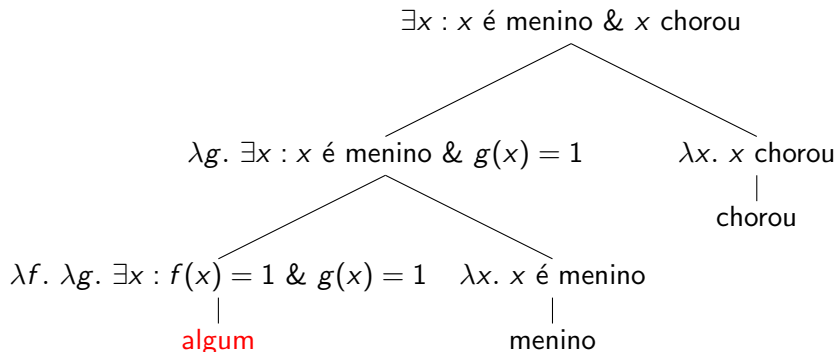 ∃x : x é menino & x chorou
λg. ∃x : x é menino & g(x) = 1 λx. x chorou
chorou
λf. λg. ∃x : f(x) = 1 & g(x) = 1 λx. x é menino
algum menino